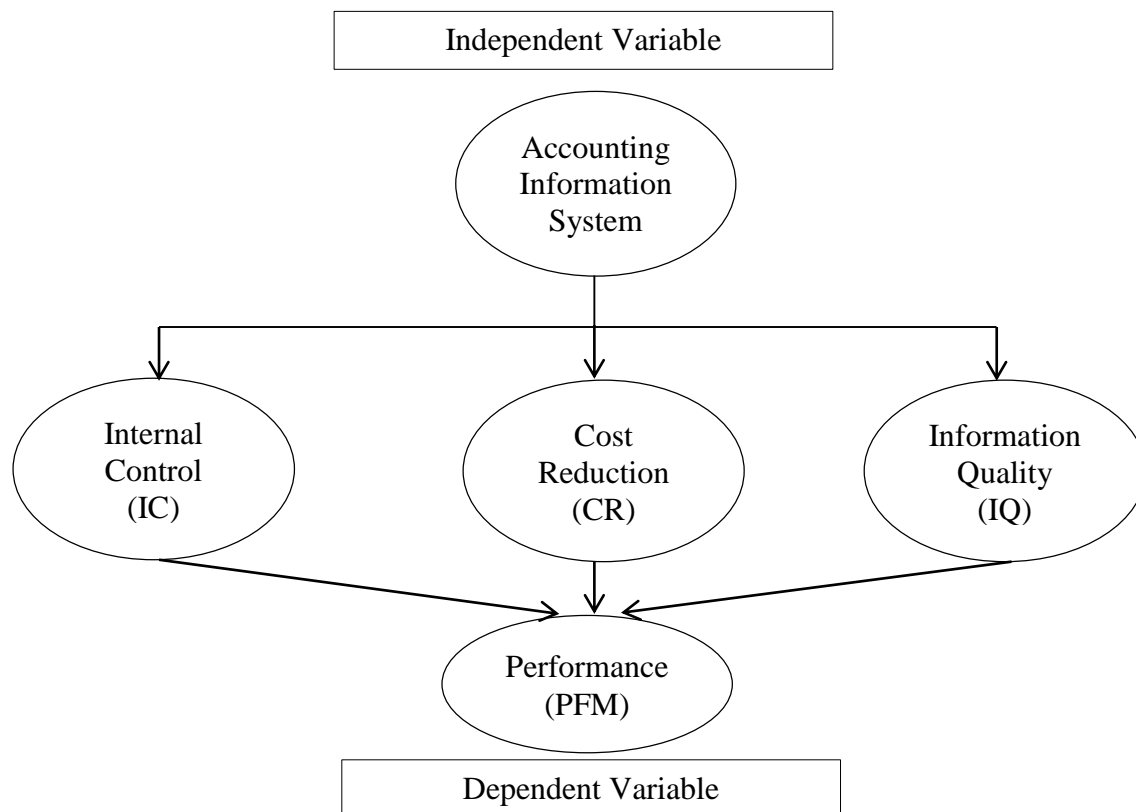 Independent Variable
Accounting
Information
System
Internal
Control
(IC)
Cost
Reduction
(CR)
Information
Quality
(IQ)
Performance
(PFM)
Dependent Variable